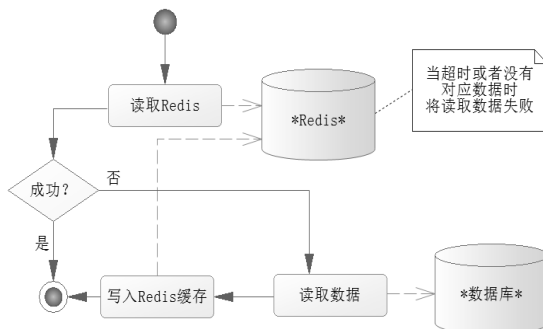 读取Redis
*Redis*
当超时或者没有
对应数据时
将读取数据失败
成功？
否
是
写入Redis缓存
读取数据
*数据库*